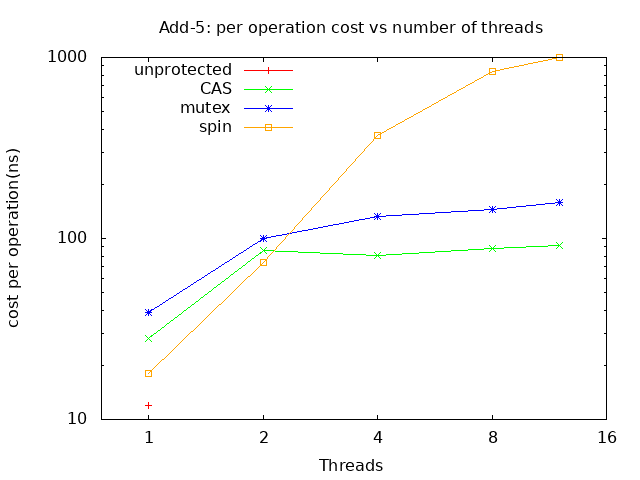 Add-5: per operation cost vs number of threads
1000
unprotected
CAS
mutex
spin
100
cost per operation(ns)
10
1 2 4 8 16
Threads